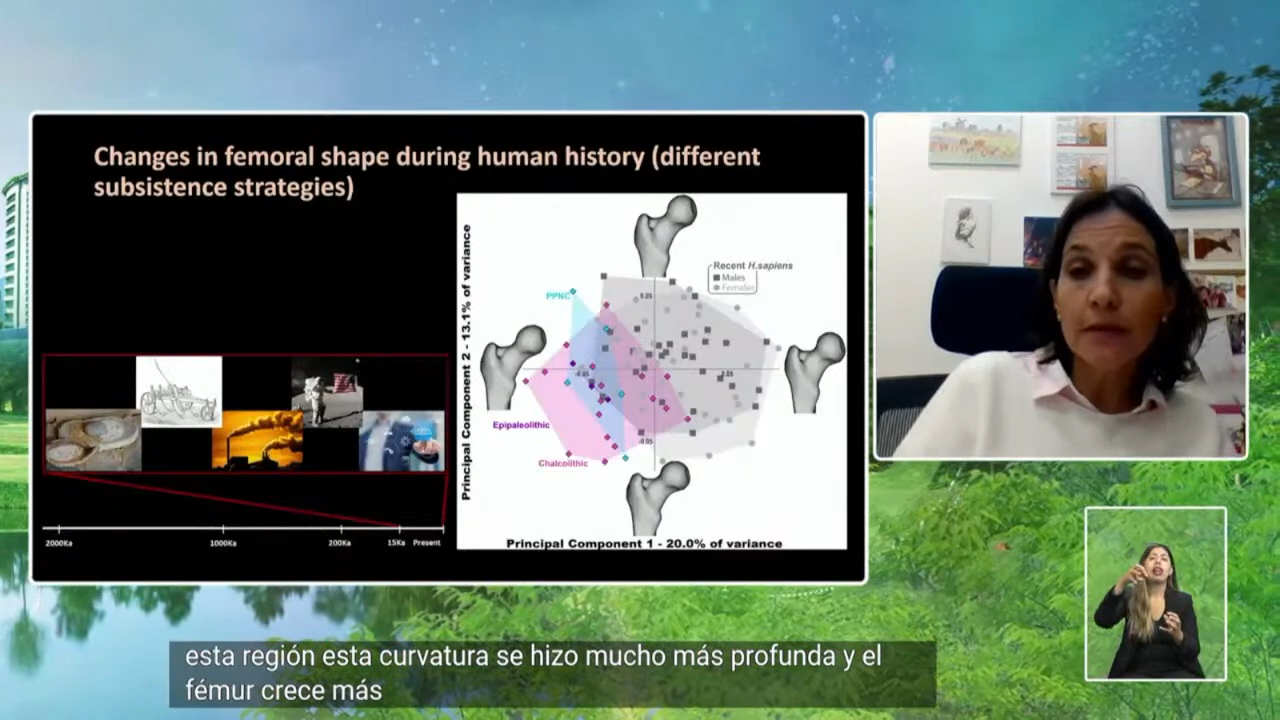 Changes in femoral shape during human history (different
subsistence strategies)
Principal Component 2 - 13.1% of variance
Recent H.sapiens
Males
Females
PPNC
0.05
-0.05
0.05
-0.05
Epipaleolithic
Chalcolithic
Principal Component 1 - 20.0% of variance
2000Ka
1000Ka
200Ka
15Ka
Present
esta región esta curvatura se hizo mucho más profunda y el
fémur crece más